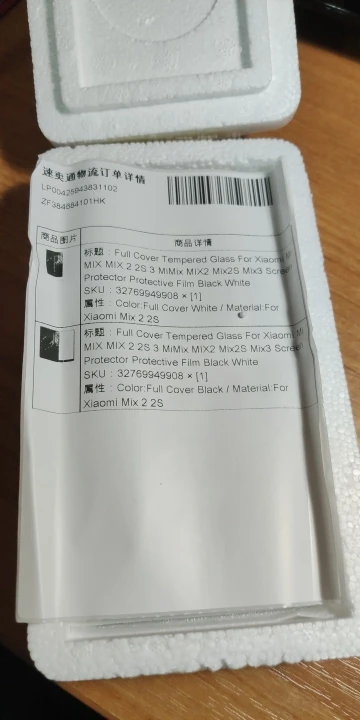 速卖通物流订单详情
LP00425943831102
ZF384884101HK
商品图片 商品详情
标题 : Full Cover Tempered Glass For Xiaomi Mi
MIX MIX 2 2S 3 MiMix MiX2 Mix2S Mix3 Screen
Protector Protective Film Black White
SKU : 32769949908 × [1]
属性 : Color:Full Cover White / Material:For
Xiaomi Mix 2 2S
标题 : Full Cover Tempered Glass For Xiaomi Mi
MIX MIX 2 2S 3 MiMix MiX2 Mix2S Mix3 Screen
Protector Protective Film Black White
SKU : 32769949908 × [1]
属性 : Color:Full Cover Black / Material:For
Xiaomi Mix 2 2S